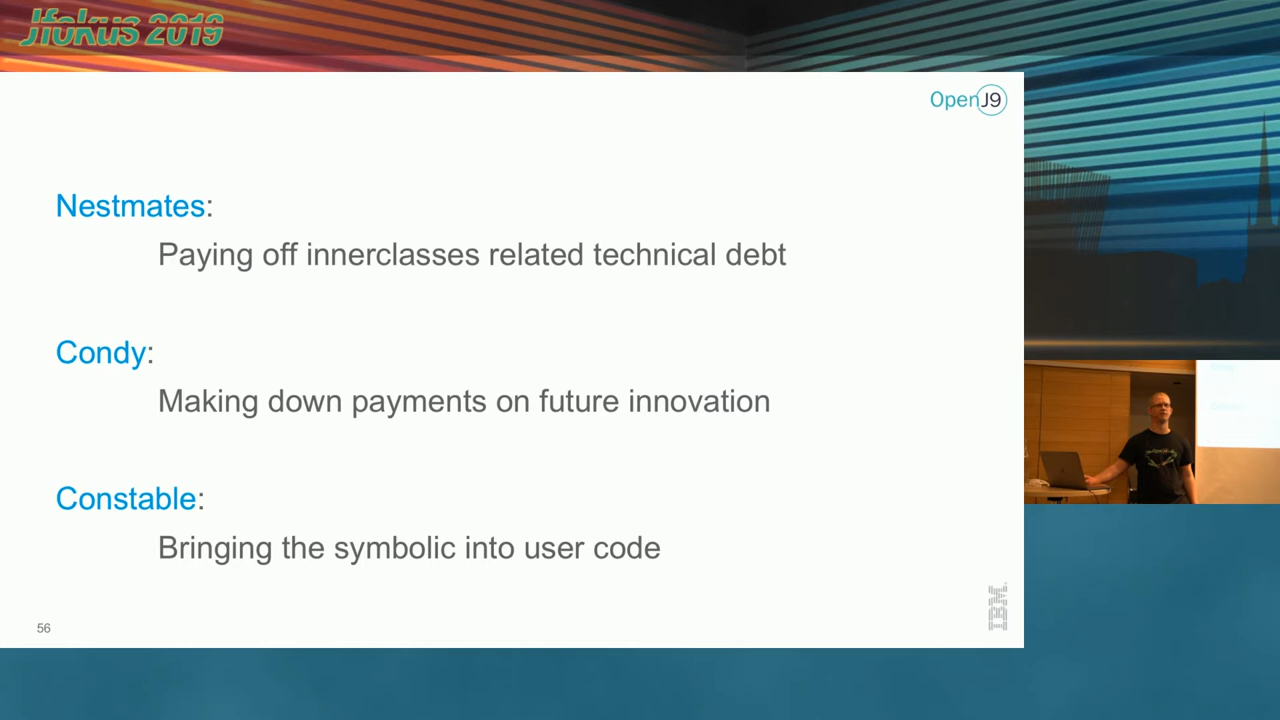 Jfokus 2019
OpenJ9
Nestmates:
Paying off innerclasses related technical debt
Condy:
Making down payments on future innovation
Constable:
Bringing the symbolic into user code
IBM
56